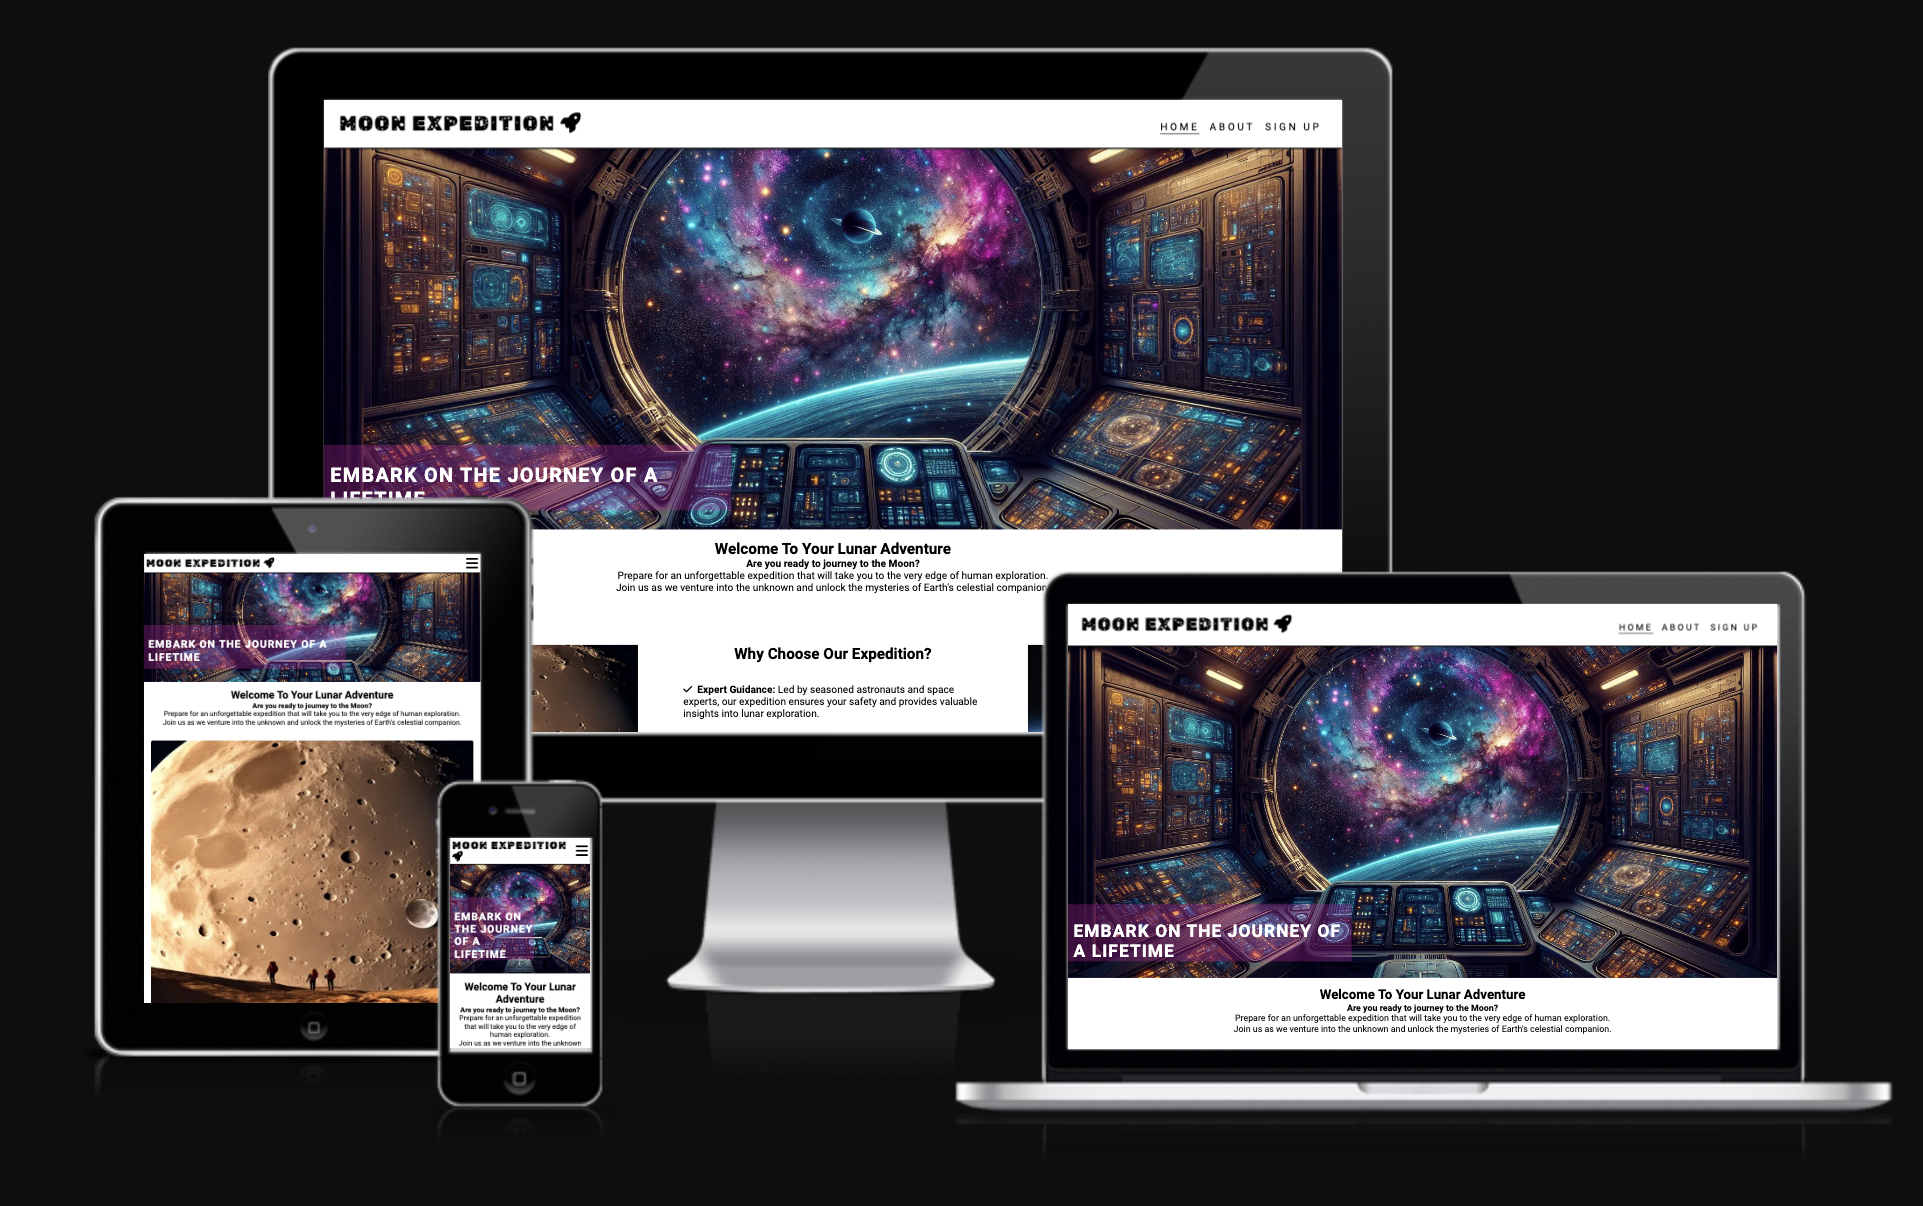 MOON EXPEDITION
HOME ABOUT SIGN UP
EMBARK ON THE JOURNEY OF A
LIFETIME
Welcome To Your Lunar Adventure
Are you ready to journey to the Moon?
Prepare for an unforgettable expedition that will take you to the very edge of human exploration.
Join us as we venture into the unknown and unlock the mysteries of Earth's celestial companion
Why Choose Our Expedition?
Expert Guidance: Led by seasoned astronauts and space
experts, our expedition ensures your safety and provides valuable
insights into lunar exploration.
MOON EXPEDITION
EMBARK ON THE JOURNEY OF A
LIFETIME
Welcome To Your Lunar Adventure
Are you ready to journey to the Moon?
Prepare for an unforgettable expedition that will take you to the very edge of human exploration.
Join us as we venture into the unknown and unlock the mysteries of Earth's celestial companion.
MOON EXPEDITION
EMBARK ON
THE JOURNEY
OF A
LIFETIME
Welcome To Your Lunar
Adventure
Are you ready to journey to the Moon?
Prepare for an unforgettable expedition
that will take you to the very edge of
human exploration.
Join us as we venture into the unknown
MOON EXPEDITION
HOME ABOUT SIGN UP
EMBARK ON THE JOURNEY OF
A LIFETIME
Welcome To Your Lunar Adventure
Are you ready to journey to the Moon?
Prepare for an unforgettable expedition that will take you to the very edge of human exploration.
Join us as we venture into the unknown and unlock the mysteries of Earth's celestial companion.